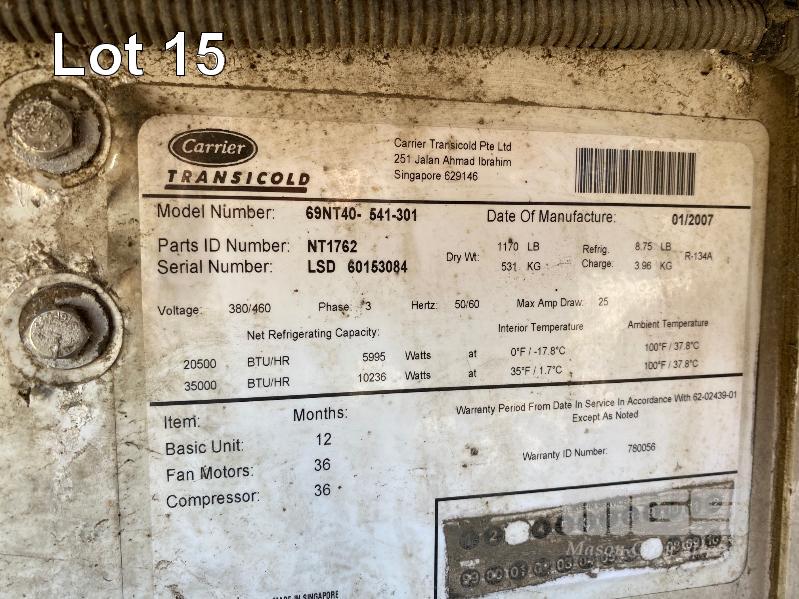 Lot 15
Carrier
TRANSICOLD
Carrier Transicold Pte Ltd
251 Jalan Ahmad Ibrahim
Singapore 629146
Model Number: 69NT40- 541-301 Date Of Manufacture: 01/2007
Parts ID Number: NT1762 Dry Wt: 1170 LB Refrig. 8.75 LB R-134A
Serial Number: LSD 60153084 531 KG Charge: 3.96 KG
Voltage: 380/460 Phase: 3 Hertz: 50/60 Max Amp Draw: 25
Net Refrigerating Capacity: Interior Temperature Ambient Temperature
20500 BTU/HR 5995 Watts at 0°F/-17.8°C 100°F/37.8°C
35000 BTU/HR 10236 Watts at 35°F/1.7°C 100°F/37.8°C
Item: Months: Warranty Period From Date In Service In Accordance With 62-02439-01
Except As Noted
Basic Unit: 12
Fan Motors: 36 Warranty ID Number: 780056
Compressor: 36
MADE IN SINGAPORE